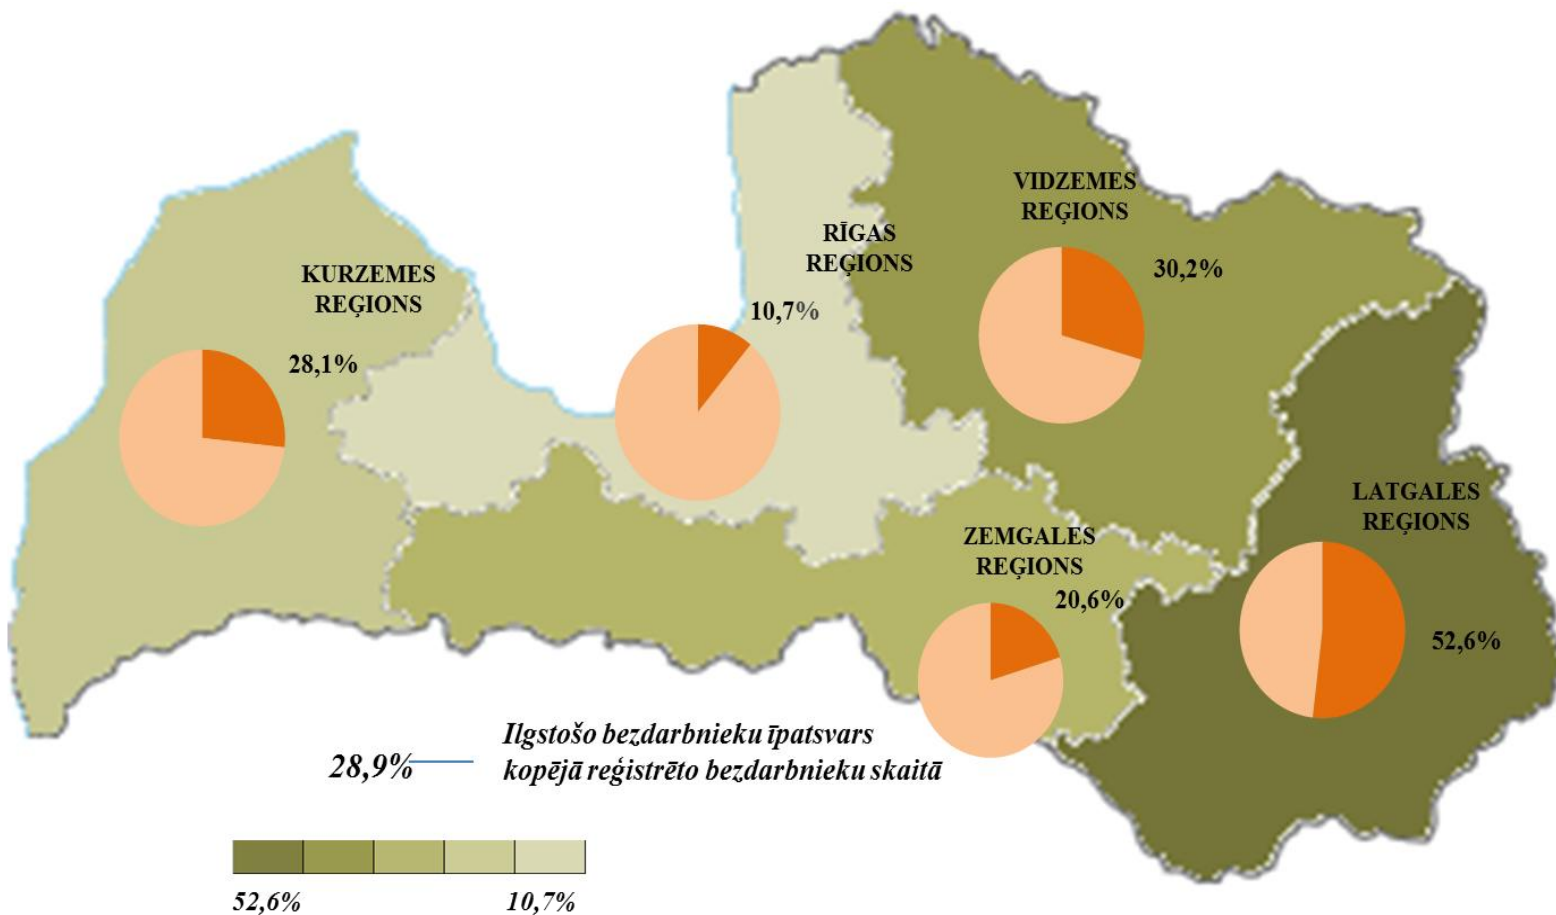 VIDZEMES
REĢIONS
30,2%
RĪGAS
REĢIONS
10,7%
KURZEMES
REĢIONS
28,1%
LATGALES
REĢIONS
52,6%
ZEMGALES
REĢIONS
20,6%
28,9%
Ilgstošo bezdarbnieku īpatsvars
kopējā reģistrēto bezdarbnieku skaitā
52,6%
10,7%